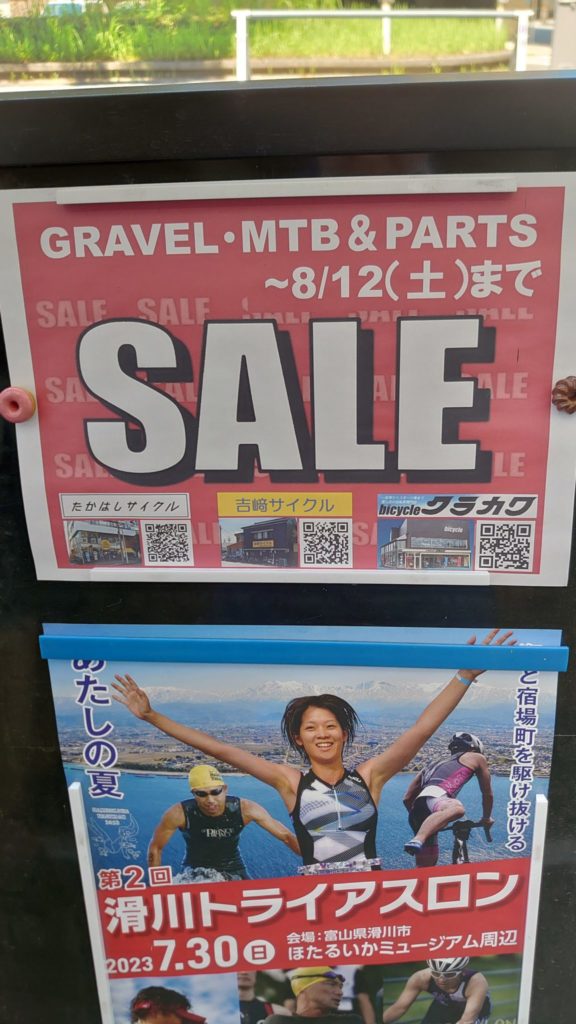 GRAVEL・MTB & PARTS
~8/12(土)まで
SALE
たかはしサイクル
吉﨑サイクル
bicycle クラカワ
あたしの夏
と宿場町を駆け抜ける
第2回
滑川トライアスロン
2023 7.30 日
会場：富山県滑川市
ほたるいかミュージアム周辺